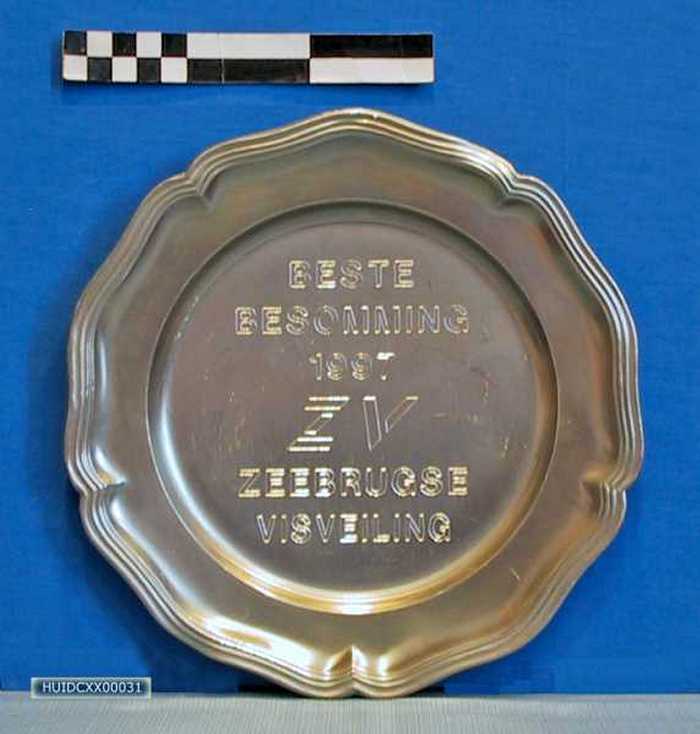 BESTE
BESOMMING
1997
ZV
ZEEBRUGSE
VISVEILING
HUIDCXX00031